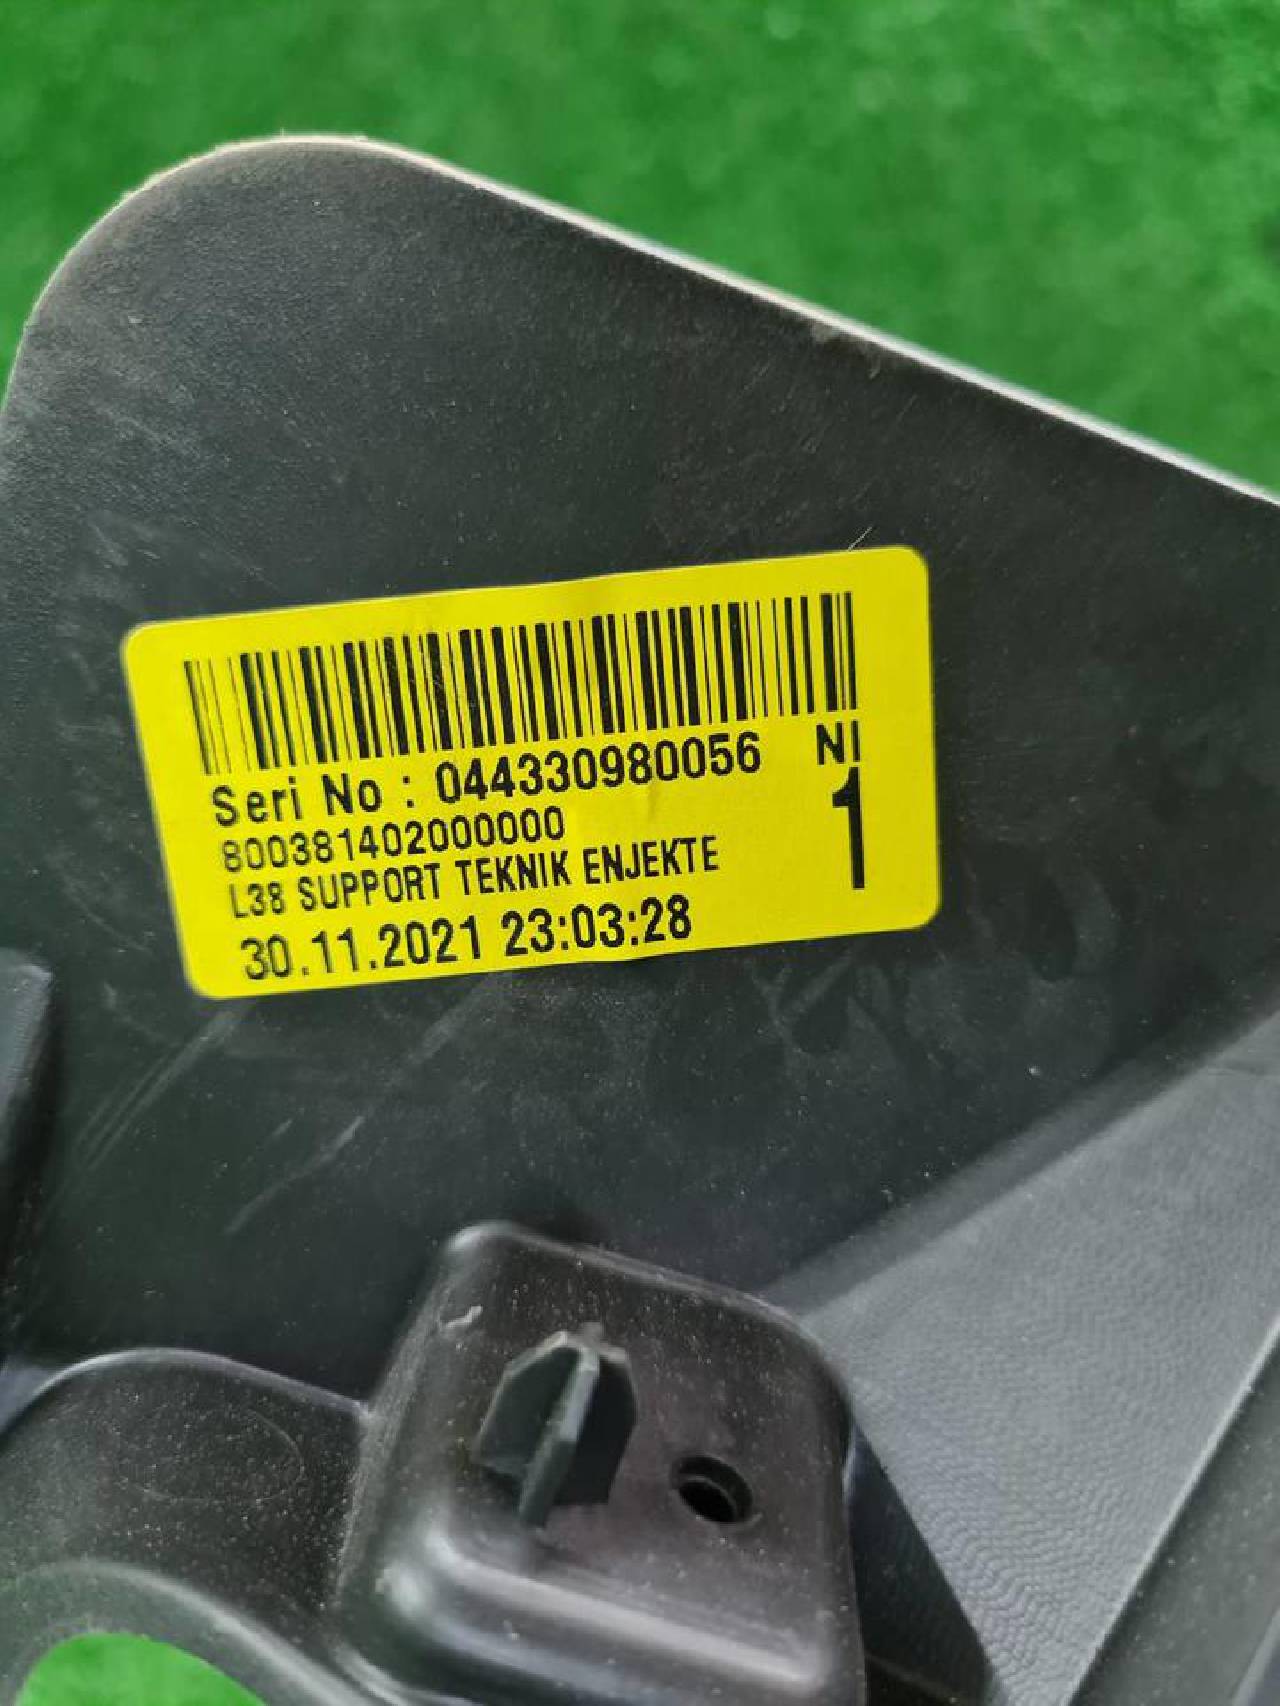 Seri No : 044330980056 NI
800381402000000
L38 SUPPORT TEKNIK ENJEKTE 1
30.11.2021 23:03:28